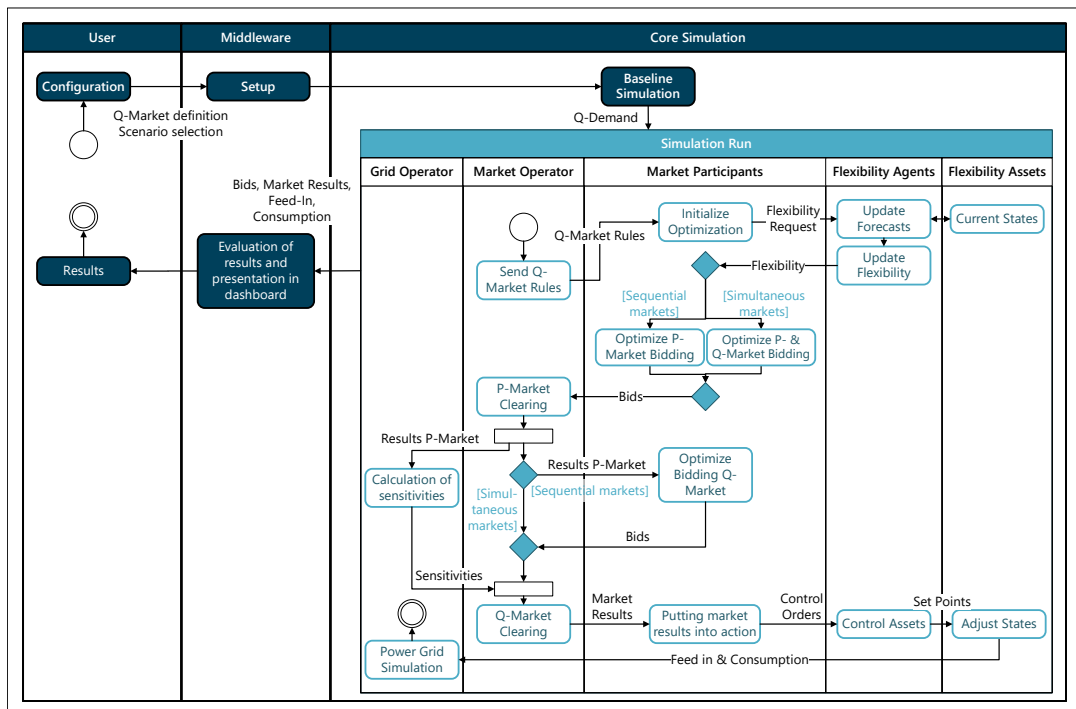 User
Middleware
Core Simulation
Configuration
Setup
Baseline
Simulation
Q-Market definition
Scenario selection
Q-Demand
Simulation Run
Grid Operator
Market Operator
Market Participants
Flexibility Agents
Flexibility Assets
Bids, Market Results,
Feed-In,
Consumption
Initialize
Optimization
Flexibility
Request
Update
Forecasts
Current States
Q-Market Rules
Evaluation of
results and
presentation in
dashboard
Results
Send Q-
Market Rules
Flexibility
Update
Flexibility
[Sequential
markets]
[Simultaneous
markets]
Optimize P-
Market Bidding
Optimize P- &
Q-Market Bidding
P-Market
Clearing
Bids
Results P-Market
Calculation of
sensitivities
Results P-Market
[Sequential markets]
Optimize
Bidding Q-
Market
[Simul-
taneous
markets]
Bids
Sensitivities
Q-Market
Clearing
Market
Results
Putting market
results into action
Control
Orders
Control Assets
Set Points
Adjust States
Power Grid
Simulation
Feed in & Consumption